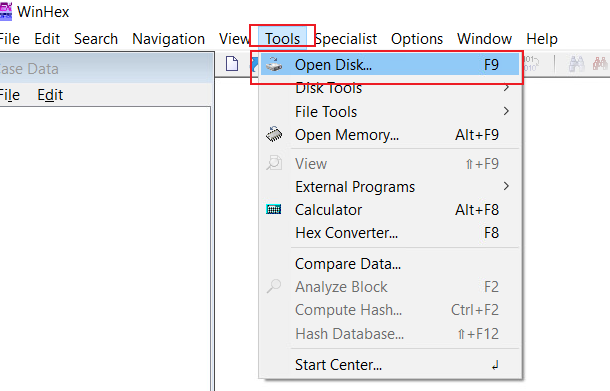 WinHex
File Edit Search Navigation View Tools Specialist Options Window Help
ase Data
File Edit
Open Disk... F9
Disk Tools
File Tools
Open Memory... Alt+F9
View ⇧+F9
External Programs
Calculator Alt+F8
Hex Converter... F8
Compare Data...
Analyze Block F2
Compute Hash... Ctrl+F2
Hash Database... ⇧+F12
Start Center... ↲